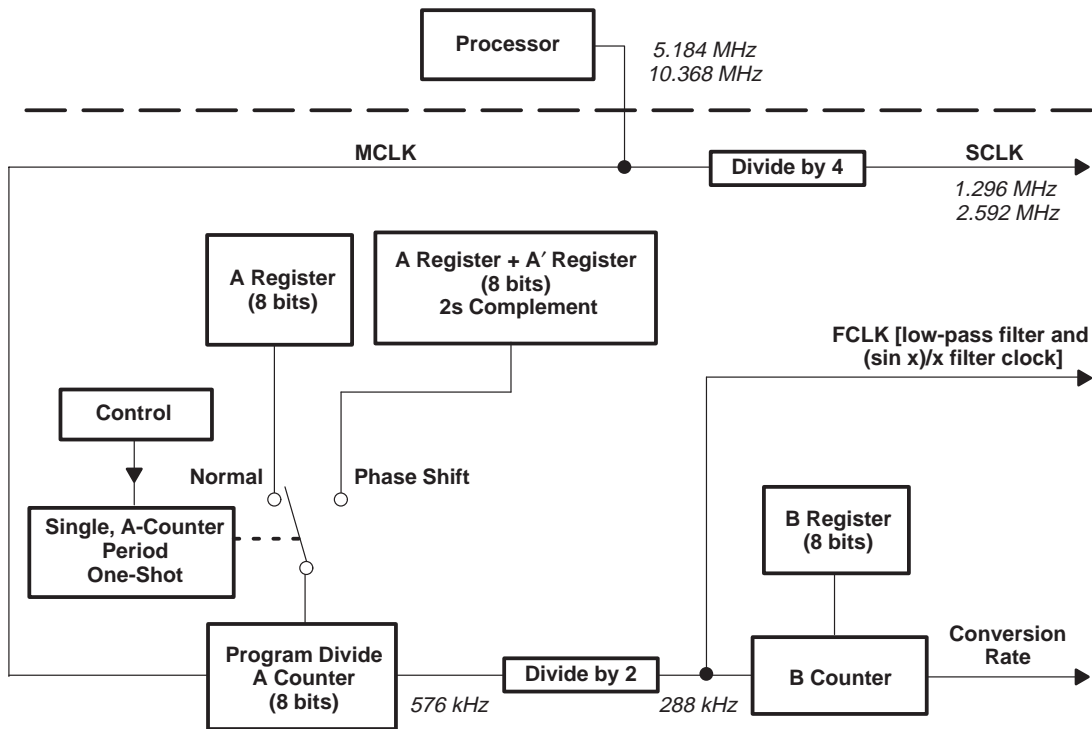 Processor
5.184 MHz
10.368 MHz
MCLK
Divide by 4
SCLK
1.296 MHz
2.592 MHz
A Register
(8 bits)
A Register + A′ Register
(8 bits)
2s Complement
FCLK [low-pass filter and
(sin x)/x filter clock]
Control
Normal
Phase Shift
Single, A-Counter
Period
One-Shot
B Register
(8 bits)
Program Divide
A Counter
(8 bits)
576 kHz
Divide by 2
288 kHz
B Counter
Conversion
Rate